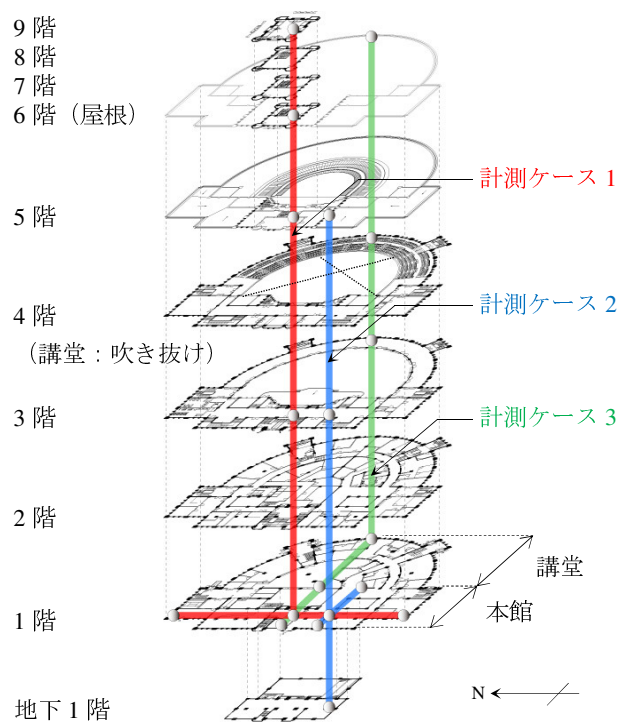 9 階
8 階
7 階
6 階（屋根）
計測ケース 1
5 階
計測ケース 2
4 階
（講堂：吹き抜け）
計測ケース 3
3 階
2 階
講堂
本館
1 階
N
地下 1 階